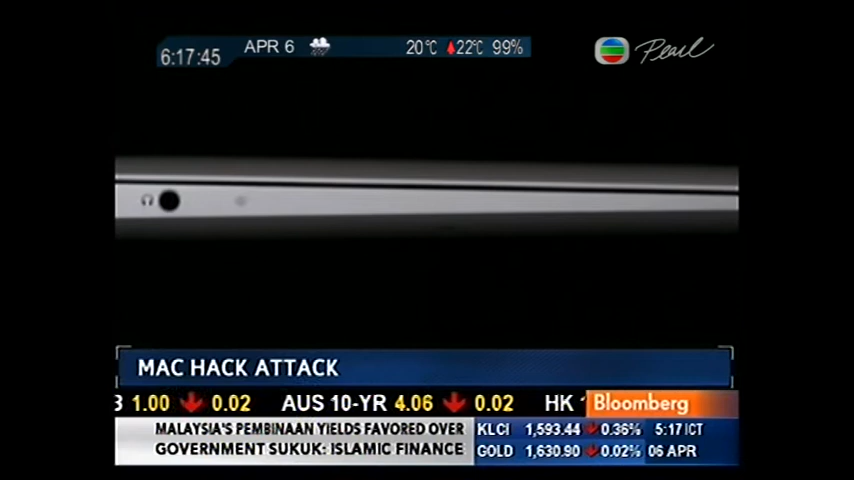 6:17:45
APR 6
20°C 22°C 99%
Pearl
MAC HACK ATTACK
1.00 0.02 AUS 10-YR 4.06 0.02 HK
Bloomberg
MALAYSIA'S PEMBINAAN YIELDS FAVORED OVER
GOVERNMENT SUKUK: ISLAMIC FINANCE
KLCI 1,593.44 0.36% 5:17 ICT
GOLD 1,630.90 0.02% 06 APR